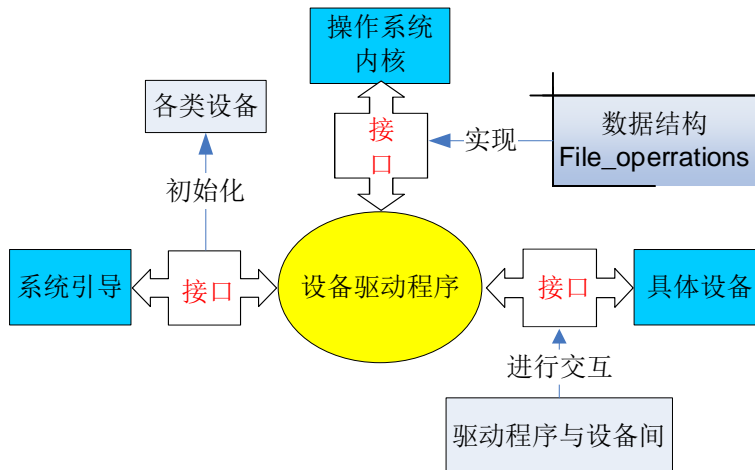 操作系统
内核
各类设备
接
口
实现
数据结构
File_operrations
初始化
系统引导
接口
设备驱动程序
接口
具体设备
进行交互
驱动程序与设备间